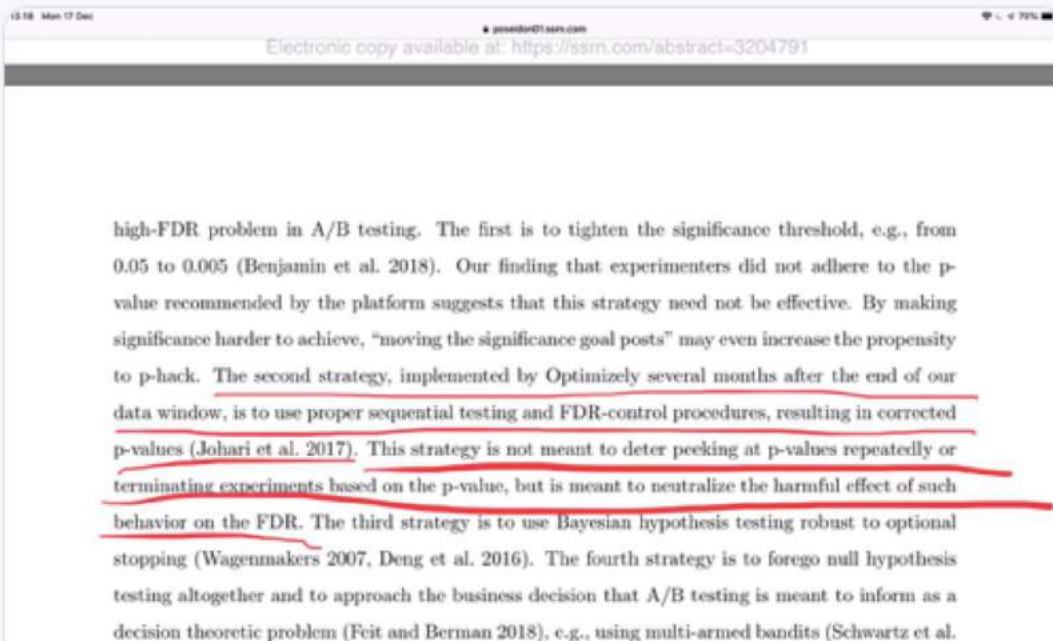 13:18 Mon 17 Dec
70%
poseidon01.ssrn.com
Electronic copy available at: https://ssrn.com/abstract=3204791
high-FDR problem in A/B testing. The first is to tighten the significance threshold, e.g., from
0.05 to 0.005 (Benjamin et al. 2018). Our finding that experimenters did not adhere to the p-
value recommended by the platform suggests that this strategy need not be effective. By making
significance harder to achieve, “moving the significance goal posts” may even increase the propensity
to p-hack. The second strategy, implemented by Optimizely several months after the end of our
data window, is to use proper sequential testing and FDR-control procedures, resulting in corrected
p-values (Johari et al. 2017). This strategy is not meant to deter peeking at p-values repeatedly or
terminating experiments based on the p-value, but is meant to neutralize the harmful effect of such
behavior on the FDR. The third strategy is to use Bayesian hypothesis testing robust to optional
stopping (Wagenmakers 2007, Deng et al. 2016). The fourth strategy is to forego null hypothesis
testing altogether and to approach the business decision that A/B testing is meant to inform as a
decision theoretic problem (Feit and Berman 2018), e.g., using multi-armed bandits (Schwartz et al.